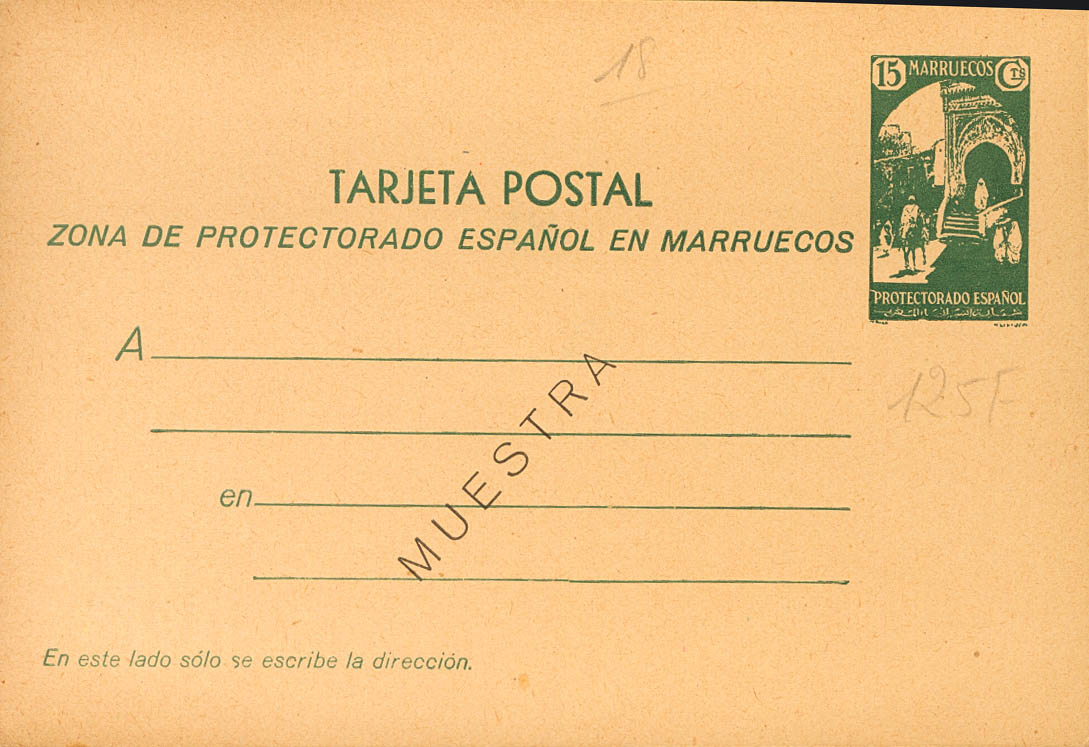 18
15 MARRUECOS CTS
TARJETA POSTAL
ZONA DE PROTECTORADO ESPAÑOL EN MARRUECOS
PROTECTORADO ESPAÑOL
A
125F
MUESTRA
en
En este lado sólo se escribe la dirección.